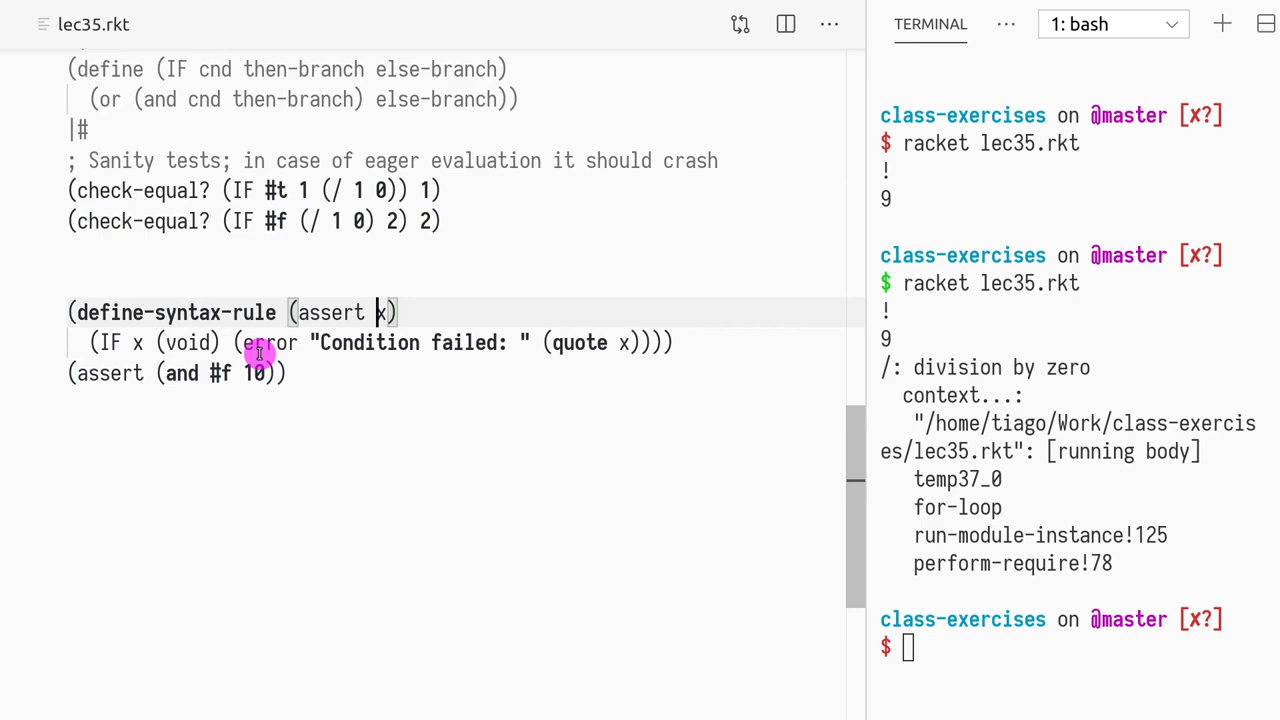 lec35.rkt
(define (IF cnd then-branch else-branch)
(or (and cnd then-branch) else-branch))
|#
; Sanity tests; in case of eager evaluation it should crash
(check-equal? (IF #t 1 (/ 1 0)) 1)
(check-equal? (IF #f (/ 1 0) 2) 2)
(define-syntax-rule (assert x)
(IF x (void) (error "Condition failed: " (quote x))))
(assert (and #f 10))
TERMINAL ··· 1: bash
class-exercises on @master [x?]
$ racket lec35.rkt
!
9
class-exercises on @master [x?]
$ racket lec35.rkt
!
9
/: division by zero
context...:
"/home/tiago/Work/class-exercis
es/lec35.rkt": [running body]
temp37_0
for-loop
run-module-instance!125
perform-require!78
class-exercises on @master [x?]
$